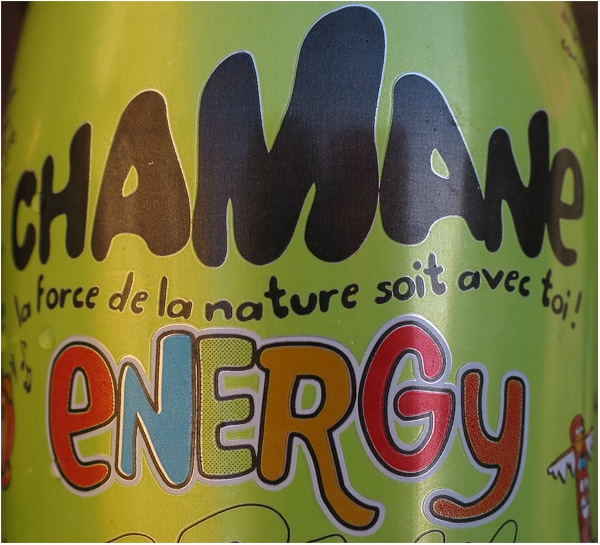 CHAMANE
la force de la nature soit avec toi!
eNERGy